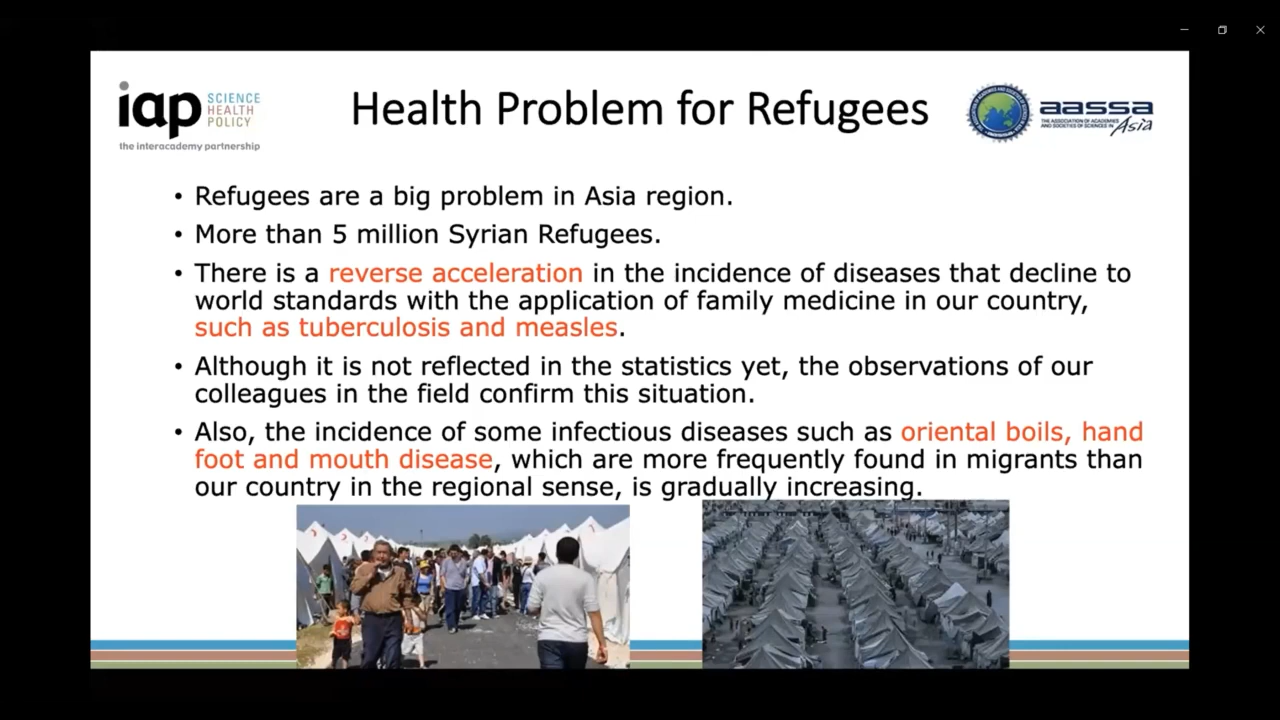 iap SCIENCE
HEALTH
POLICY
the interacademy partnership
Health Problem for Refugees
aassa
THE ASSOCIATION OF ACADEMIES
AND SOCIETIES OF SCIENCES IN Asia
• Refugees are a big problem in Asia region.
• More than 5 million Syrian Refugees.
• There is a reverse acceleration in the incidence of diseases that decline to
world standards with the application of family medicine in our country,
such as tuberculosis and measles.
• Although it is not reflected in the statistics yet, the observations of our
colleagues in the field confirm this situation.
• Also, the incidence of some infectious diseases such as oriental boils, hand
foot and mouth disease, which are more frequently found in migrants than
our country in the regional sense, is gradually increasing.